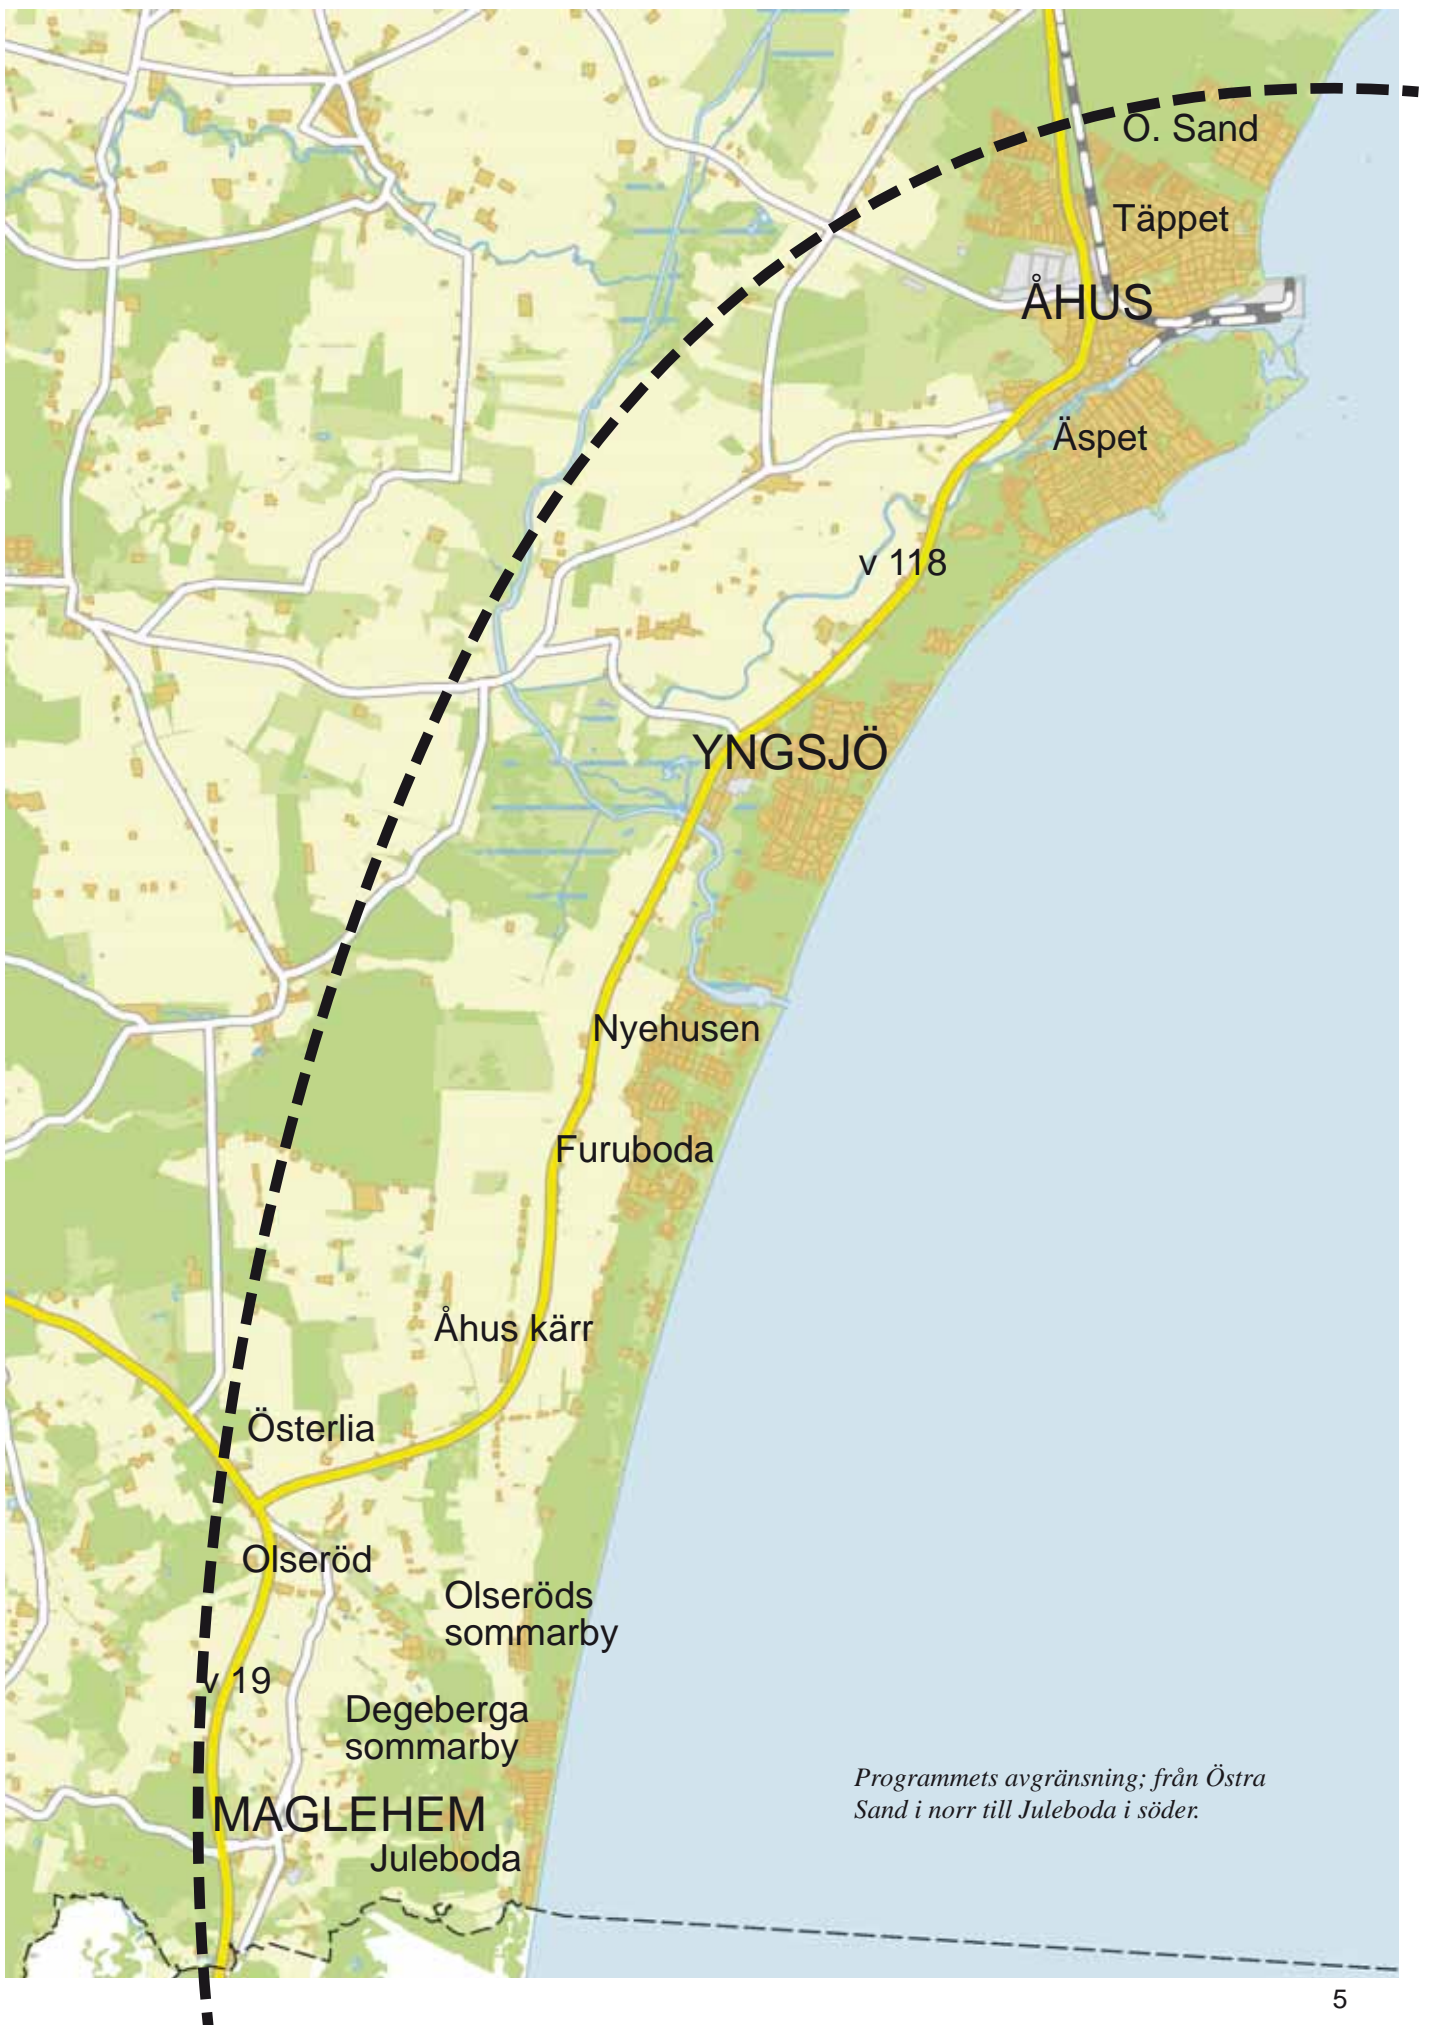 O. Sand
Täppet
ÅHUS
Äspet
v 118
YNGSJÖ
Nyehusen
Furuboda
Åhus kärr
Österlia
Olseröd
Olseröds
sommarby
v 19
Degeberga
sommarby
Programmets avgränsning; från Östra
Sand i norr till Juleboda i söder.
MAGLEHEM
Juleboda
5